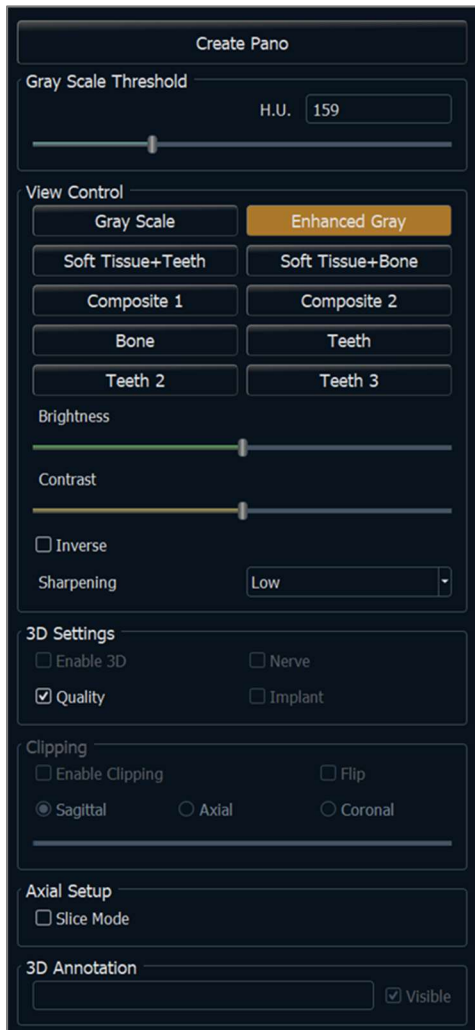 Create Pano
Gray Scale Threshold
H.U. 159
View Control
Gray Scale Enhanced Gray
Soft Tissue+Teeth Soft Tissue+Bone
Composite 1 Composite 2
Bone Teeth
Teeth 2 Teeth 3
Brightness
Contrast
Inverse
Sharpening Low
3D Settings
Enable 3D Nerve
Quality Implant
Clipping
Enable Clipping Flip
Sagittal Axial Coronal
Axial Setup
Slice Mode
3D Annotation
Visible